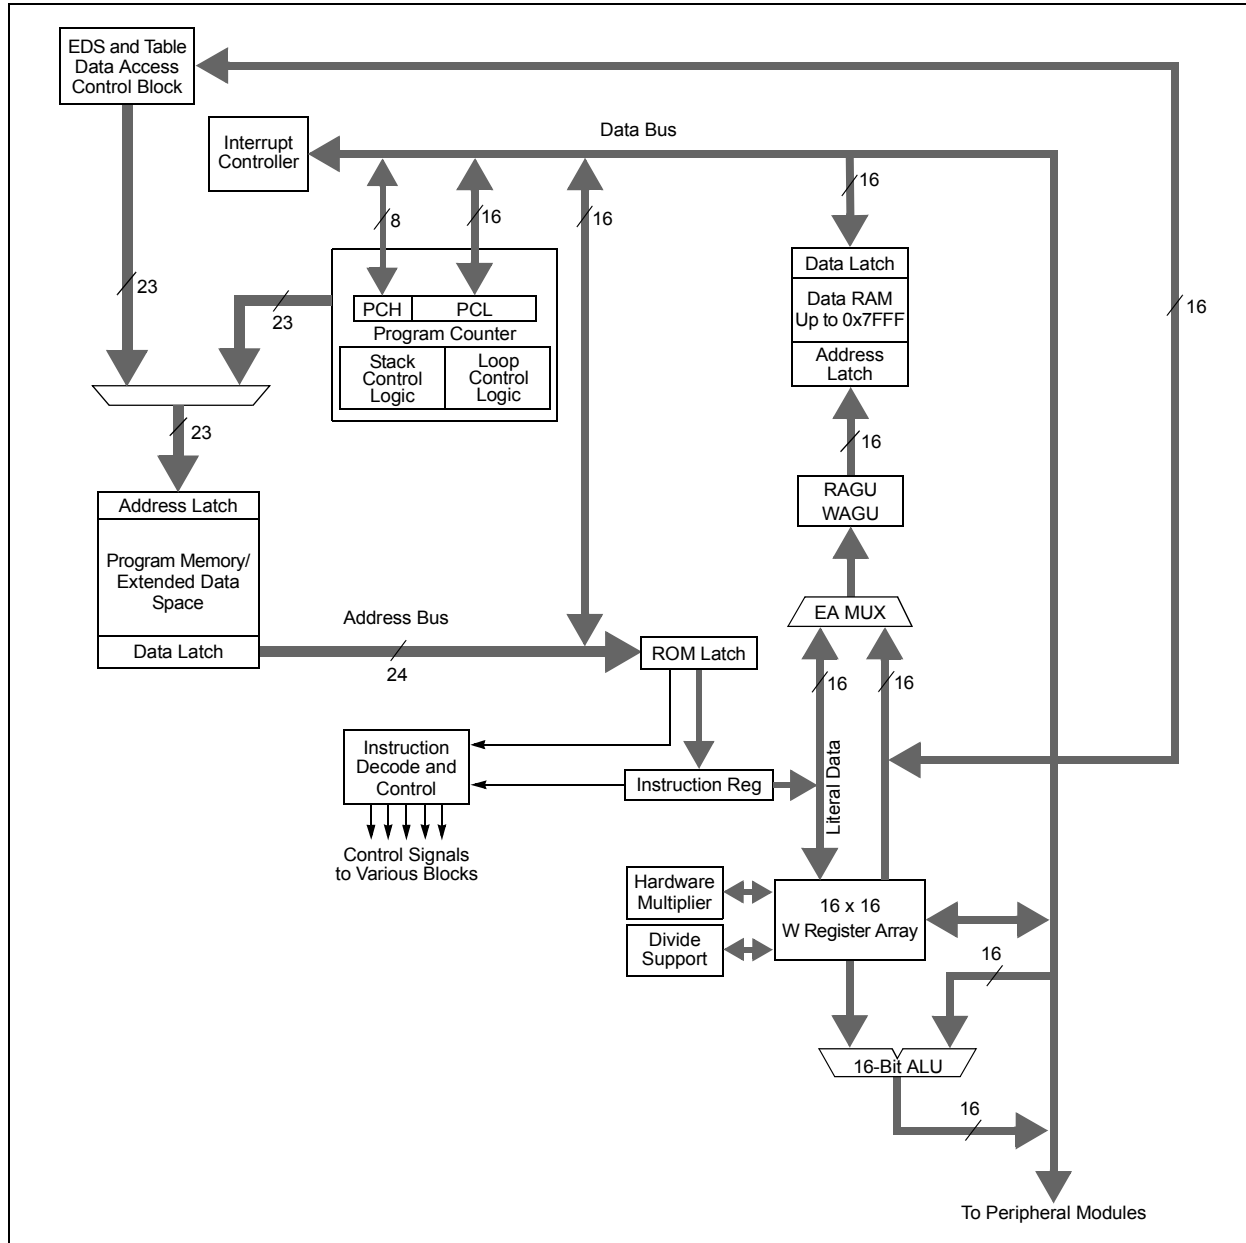 EDS and Table
Data Access
Control Block
Data Bus
Interrupt
Controller
16
8
16
16
16
23
23
Data Latch
Data RAM
Up to 0x7FFF
Address
Latch
PCH
PCL
Program Counter
Stack
Control
Logic
Loop
Control
Logic
23
16
RAGU
WAGU
Address Latch
Program Memory/
Extended Data
Space
Data Latch
Address Bus
24
EA MUX
ROM Latch
16
16
Instruction
Decode and
Control
Instruction Reg
Literal Data
Control Signals
to Various Blocks
Hardware
Multiplier
16 x 16
W Register Array
Divide
Support
16
16-Bit ALU
16
To Peripheral Modules